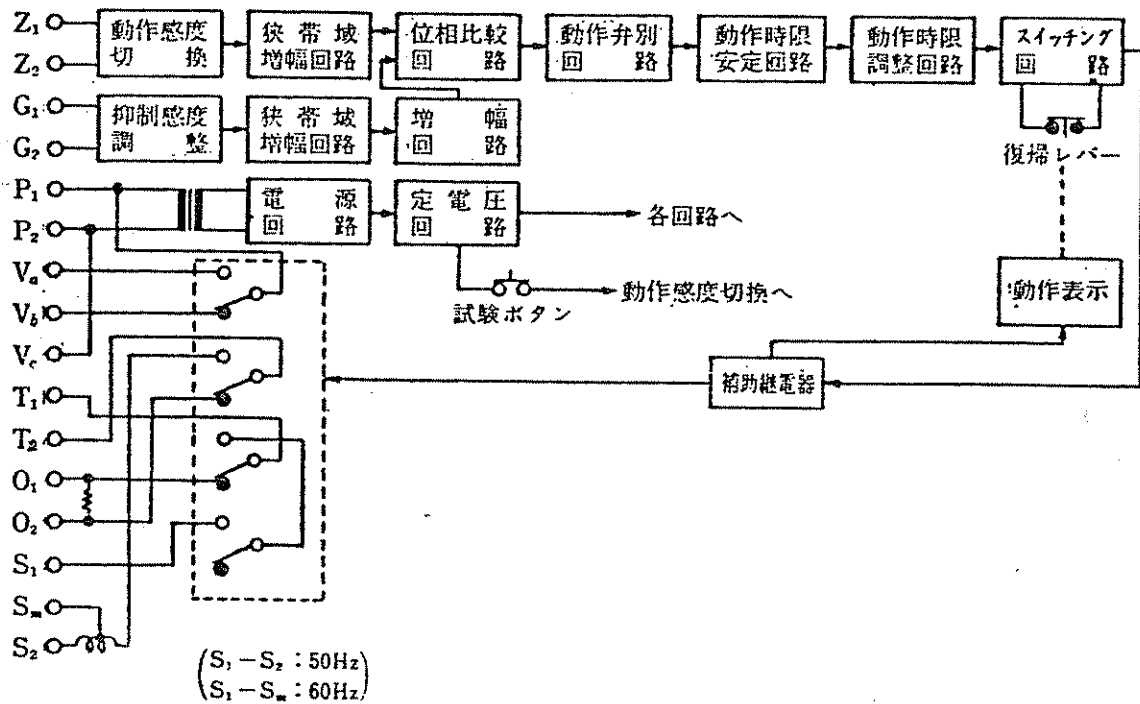 Z₁
動作感度
切換
狭帯域
増幅回路
位相比較
回路
動作弁別
回路
動作時限
安定回路
動作時限
調整回路
スイッチング
回路
Z₂
G₁
抑制感度
調整
狭帯域
増幅回路
増幅
回路
G₂
復帰レバー
P₁
電源
回路
定電圧
回路
各回路へ
P₂
Vₐ
試験ボタン
動作感度切換へ
動作表示
V_b
V_c
補助継電器
T₁
T₂
O₁
O₂
S₁
Sₘ
S₂
(S₁－S₂：50Hz)
(S₁－Sₘ：60Hz)